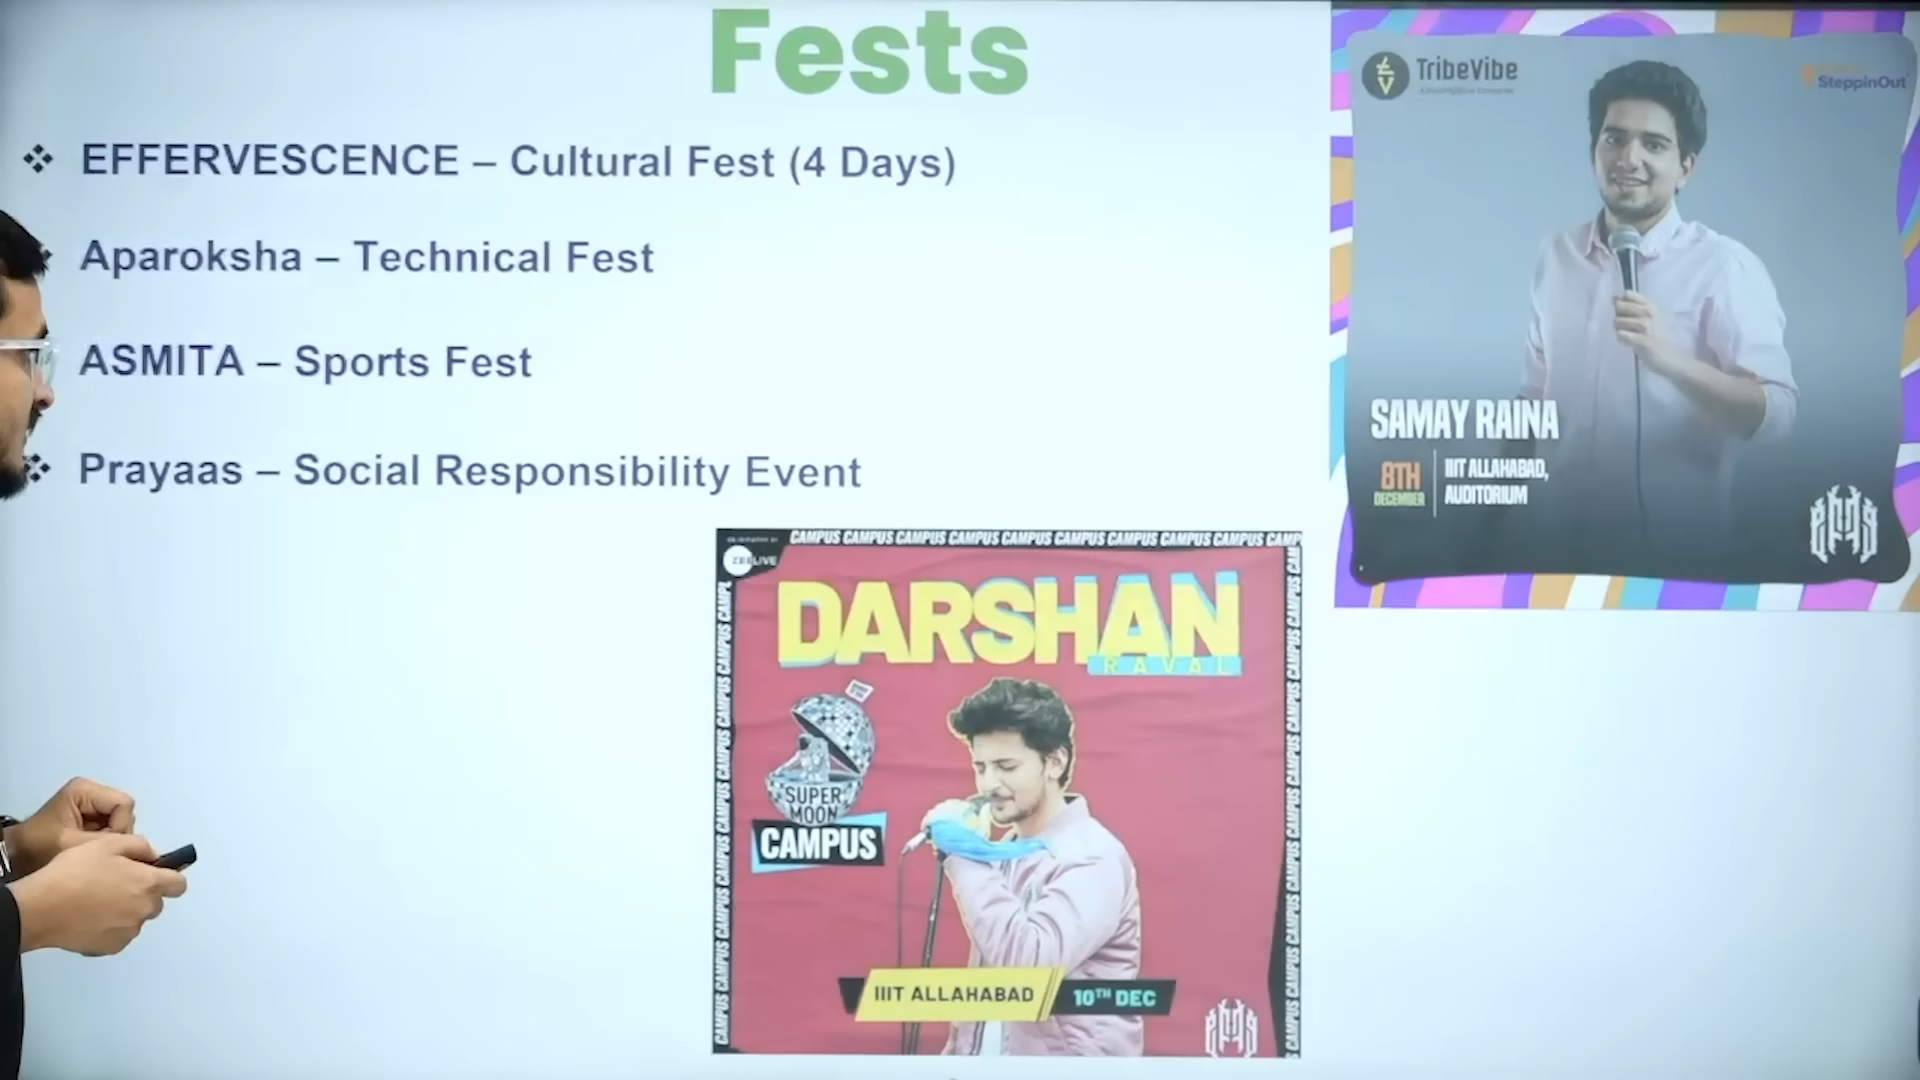 Fests
EFFERVESCENCE – Cultural Fest (4 Days)
Aparoksha – Technical Fest
ASMITA – Sports Fest
Prayaas – Social Responsibility Event
TribeVibe
SteppinOut
SAMAY RAINA
8TH
DECEMBER
IIIT ALLAHABAD,
AUDITORIUM
CAMPUS CAMPUS CAMPUS CAMPUS CAMPUS CAMPUS CAMPUS CAMPUS CAMPUS CAMP
ZEE LIVE
DARSHAN
RAVAL
SUPER
MOON
CAMPUS
IIIT ALLAHABAD
10TH DEC